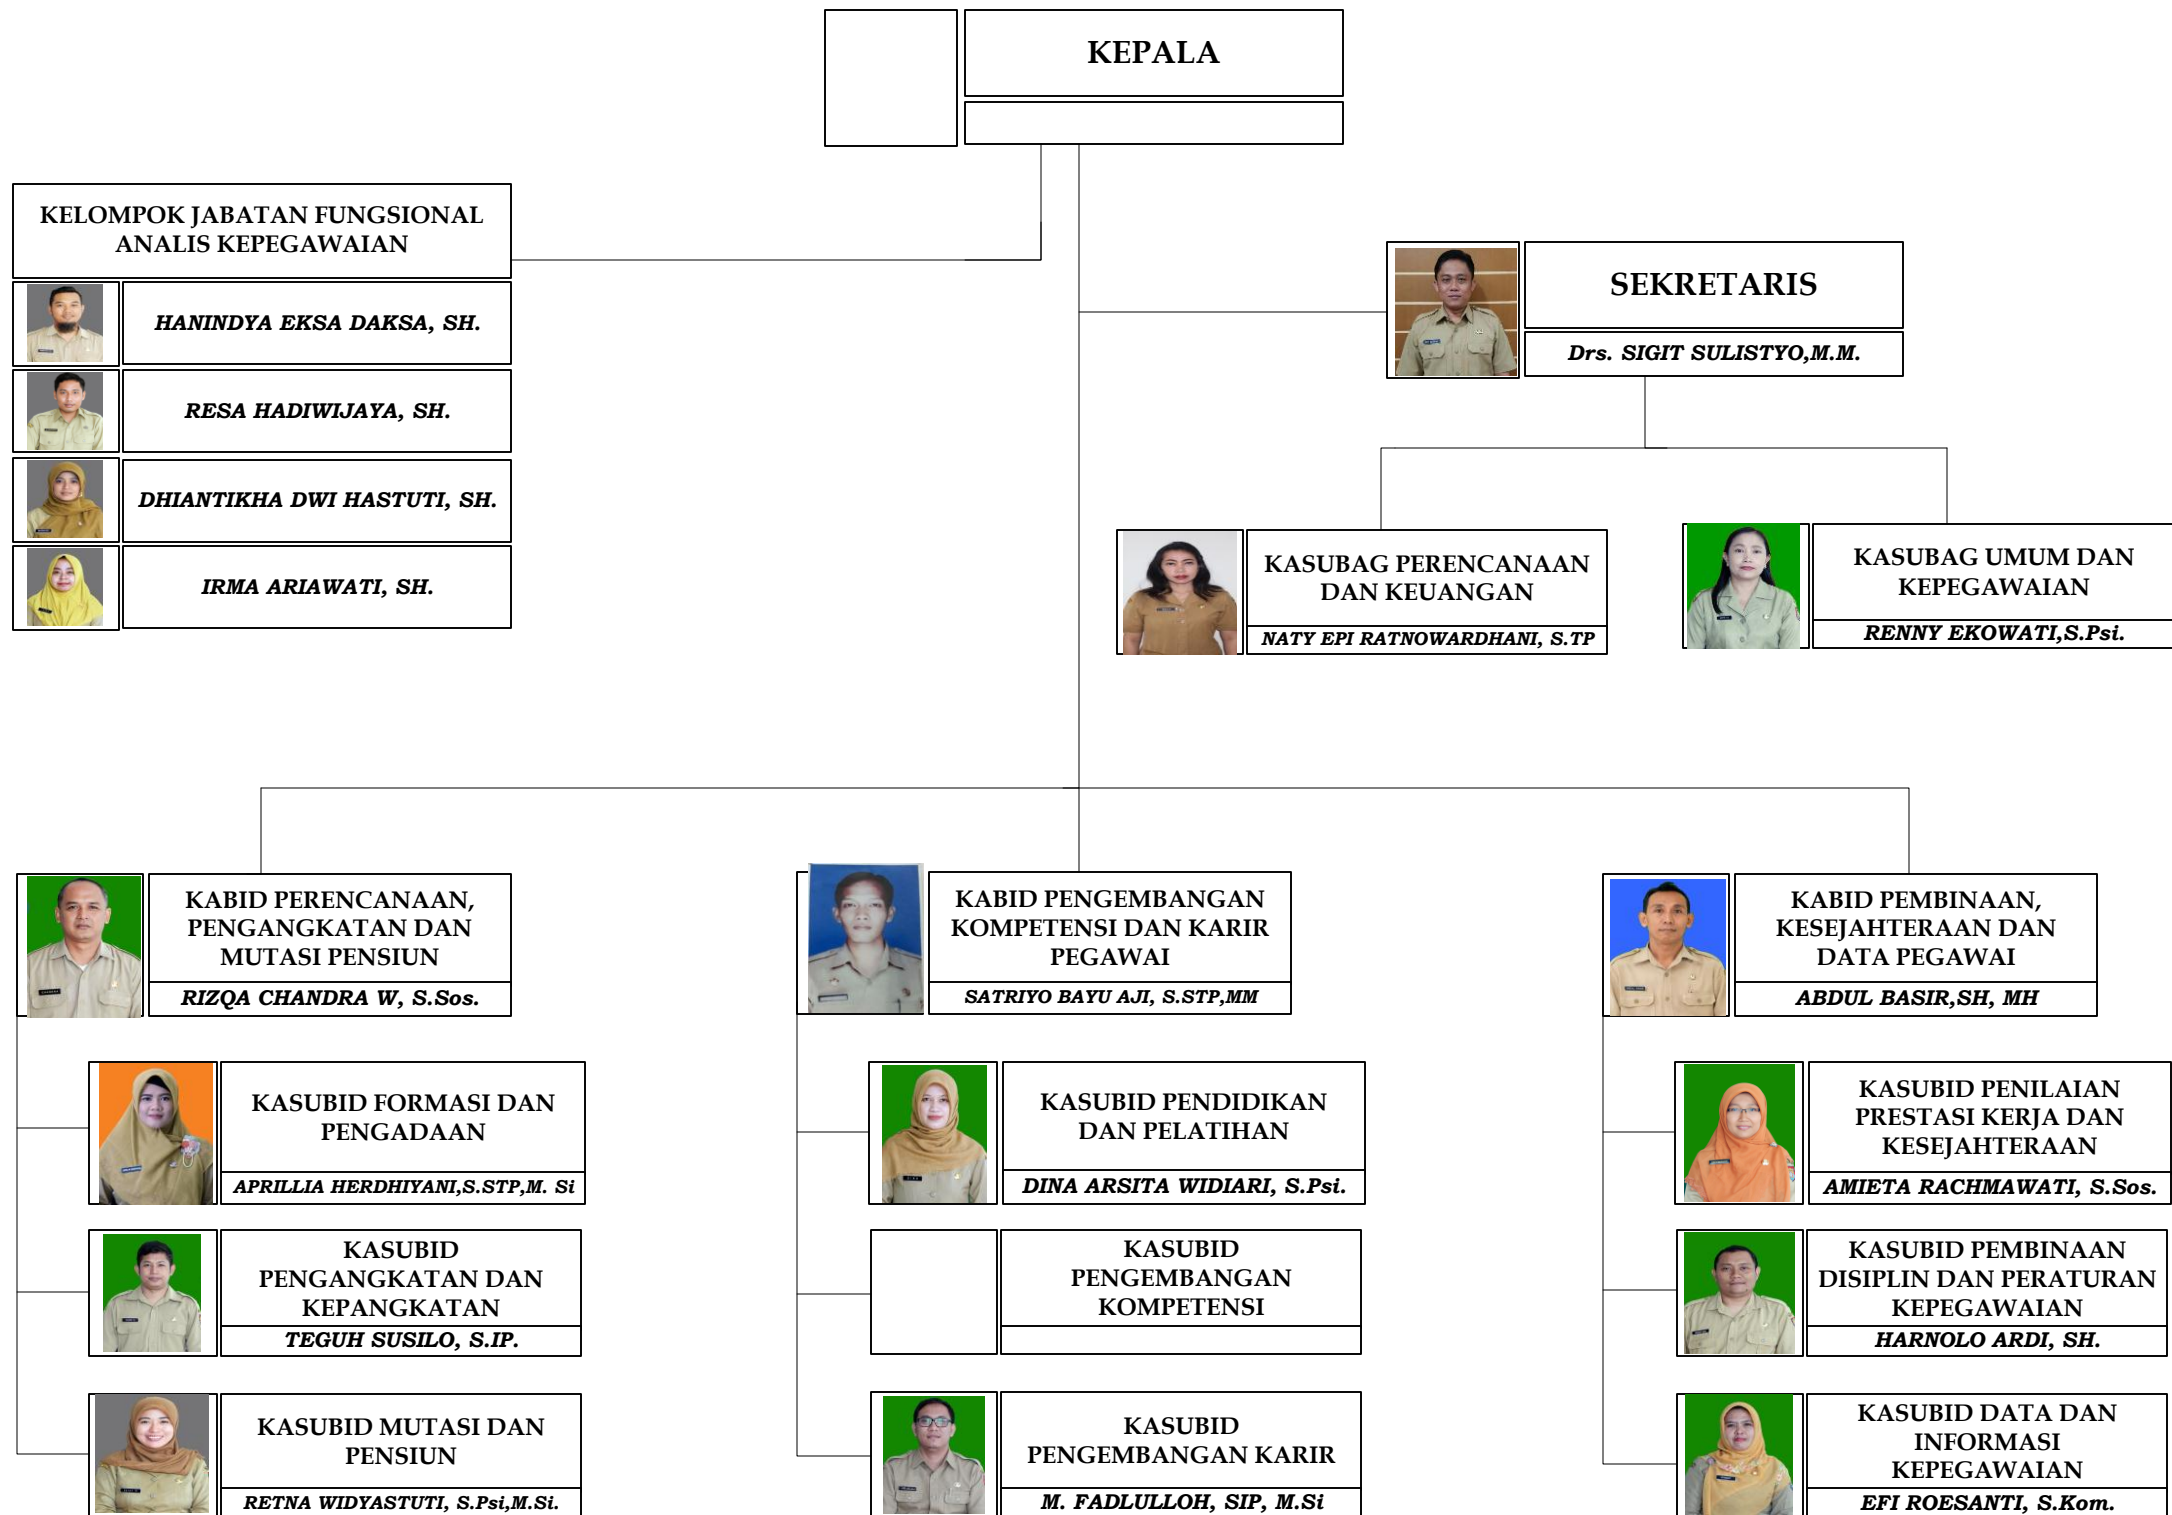 KEPALA
KELOMPOK JABATAN FUNGSIONAL
ANALIS KEPEGAWAIAN
HANINDYA EKSA DAKSA, SH.
RESA HADIWIJAYA, SH.
DHIANTIKHA DWI HASTUTI, SH.
IRMA ARIAWATI, SH.
SEKRETARIS
Drs. SIGIT SULISTYO,M.M.
KASUBAG PERENCANAAN
DAN KEUANGAN
NATY EPI RATNOWARDHANI, S.TP
KASUBAG UMUM DAN
KEPEGAWAIAN
RENNY EKOWATI,S.Psi.
KABID PERENCANAAN,
PENGANGKATAN DAN
MUTASI PENSIUN
RIZQA CHANDRA W, S.Sos.
KASUBID FORMASI DAN
PENGADAAN
APRILLIA HERDHIYANI,S.STP,M. Si
KASUBID
PENGANGKATAN DAN
KEPANGKATAN
TEGUH SUSILO, S.IP.
KASUBID MUTASI DAN
PENSIUN
RETNA WIDYASTUTI, S.Psi,M.Si.
KABID PENGEMBANGAN
KOMPETENSI DAN KARIR
PEGAWAI
SATRIYO BAYU AJI, S.STP,MM
KASUBID PENDIDIKAN
DAN PELATIHAN
DINA ARSITA WIDIARI, S.Psi.
KASUBID
PENGEMBANGAN
KOMPETENSI
KASUBID
PENGEMBANGAN KARIR
M. FADLULLOH, SIP, M.Si
KABID PEMBINAAN,
KESEJAHTERAAN DAN
DATA PEGAWAI
ABDUL BASIR,SH, MH
KASUBID PENILAIAN
PRESTASI KERJA DAN
KESEJAHTERAAN
AMIETA RACHMAWATI, S.Sos.
KASUBID PEMBINAAN
DISIPLIN DAN PERATURAN
KEPEGAWAIAN
HARNOLO ARDI, SH.
KASUBID DATA DAN
INFORMASI
KEPEGAWAIAN
EFI ROESANTI, S.Kom.